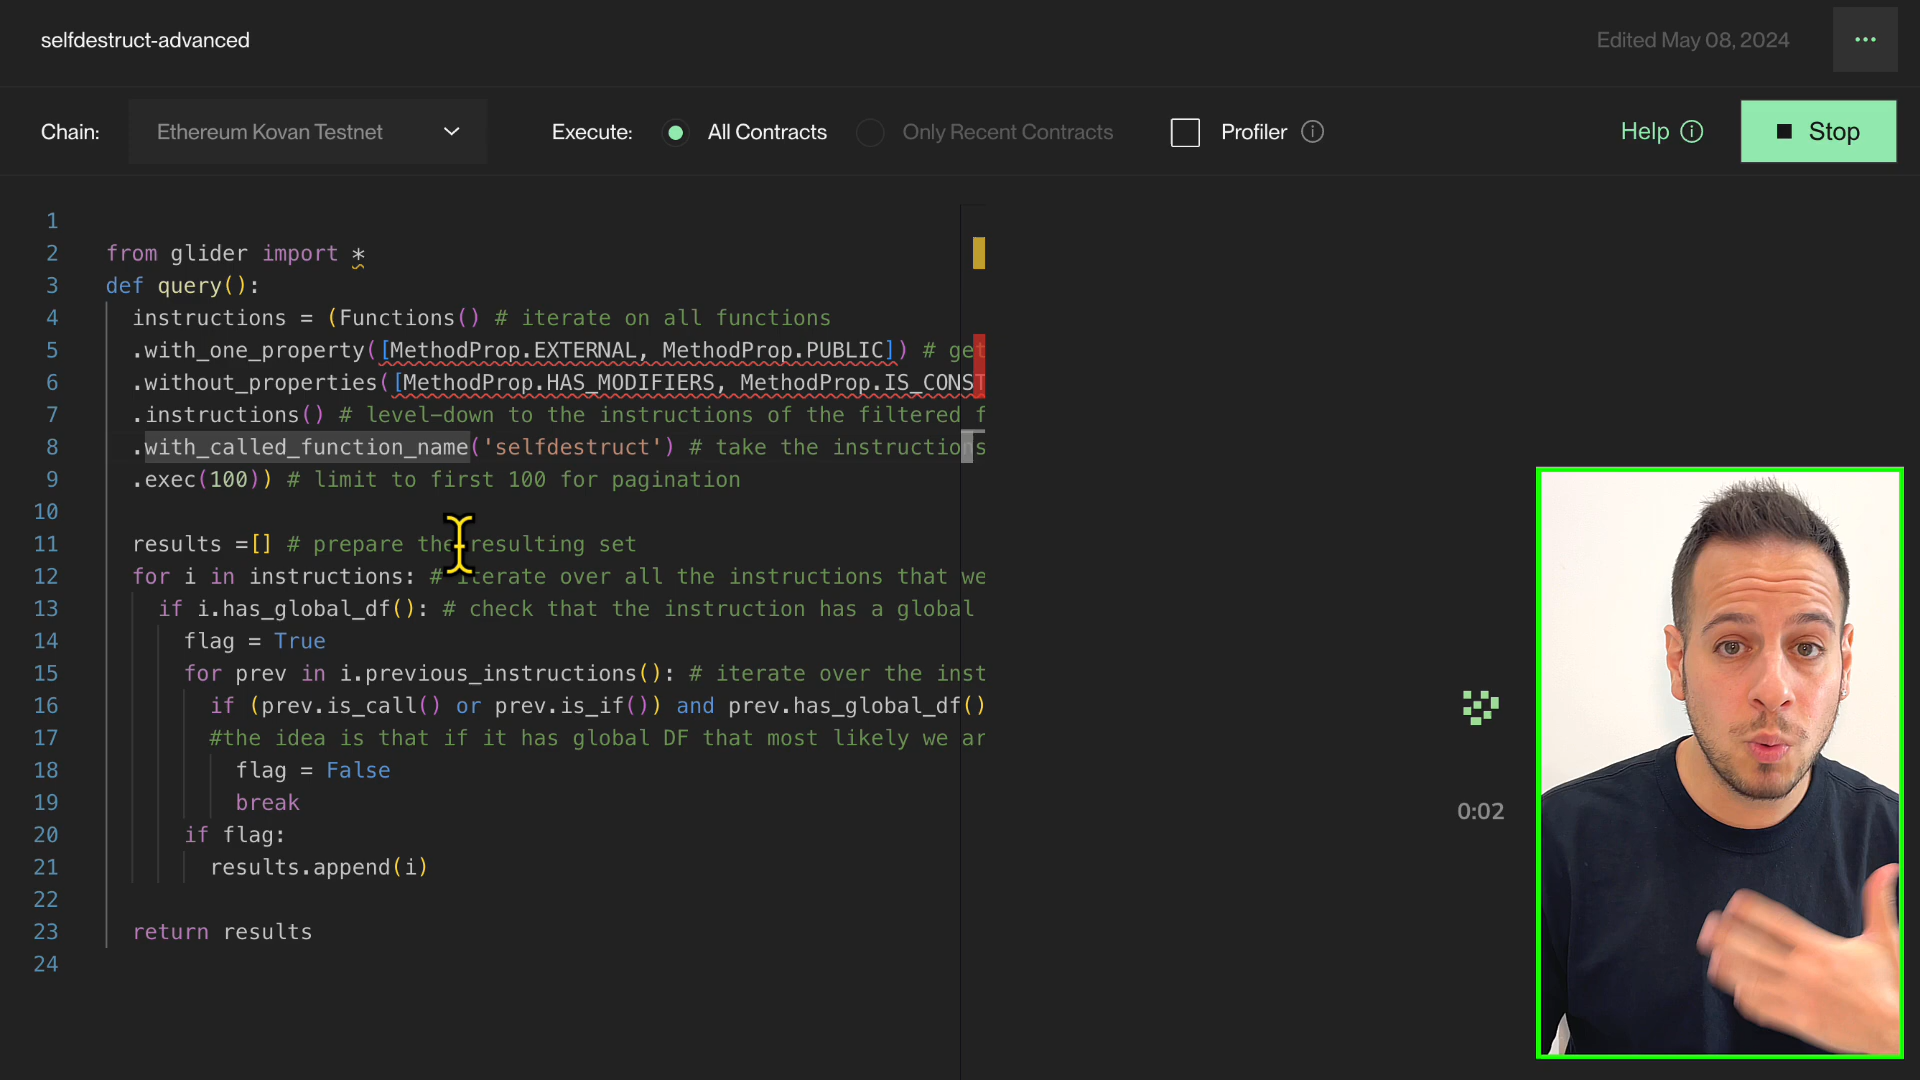 selfdestruct-advanced
Edited May 08, 2024
Chain: Ethereum Kovan Testnet Execute: All Contracts Only Recent Contracts Profiler Help Stop
1
2 from glider import *
3 def query():
4 instructions = (Functions() # iterate on all functions
5 .with_one_property([MethodProp.EXTERNAL, MethodProp.PUBLIC]) # get
6 .without_properties([MethodProp.HAS_MODIFIERS, MethodProp.IS_CONST
7 .instructions() # level-down to the instructions of the filtered f
8 .with_called_function_name('selfdestruct') # take the instructions
9 .exec(100)) # limit to first 100 for pagination
10
11 results =[] # prepare the resulting set
12 for i in instructions: # iterate over all the instructions that we
13 if i.has_global_df(): # check that the instruction has a global
14 flag = True
15 for prev in i.previous_instructions(): # iterate over the inst
16 if (prev.is_call() or prev.is_if()) and prev.has_global_df()
17 #the idea is that if it has global DF that most likely we ar
18 flag = False
19 break
20 if flag:
21 results.append(i)
22
23 return results
24
0:02